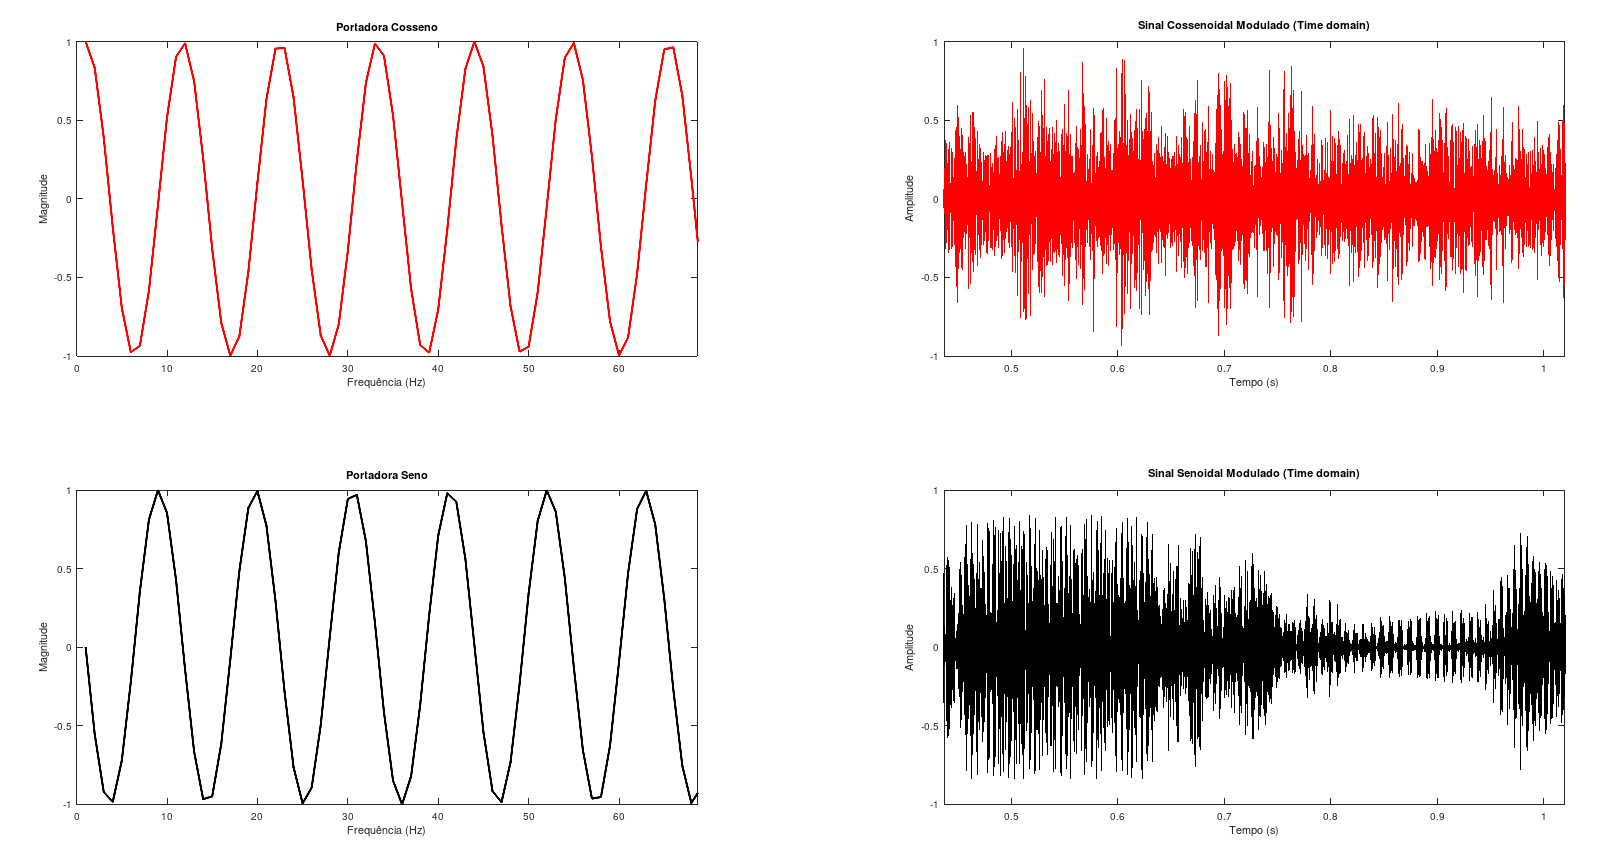 Portadora Cosseno
Magnitude
1
0.5
0
-0.5
-1
0 10 20 30 40 50 60
Frequência (Hz)
Sinal Cossenoidal Modulado (Time domain)
Amplitude
1
0.5
0
-0.5
-1
0.5 0.6 0.7 0.8 0.9 1
Tempo (s)
Portadora Seno
Magnitude
1
0.5
0
-0.5
-1
0 10 20 30 40 50 60
Frequência (Hz)
Sinal Senoidal Modulado (Time domain)
Amplitude
1
0.5
0
-0.5
-1
0.5 0.6 0.7 0.8 0.9 1
Tempo (s)